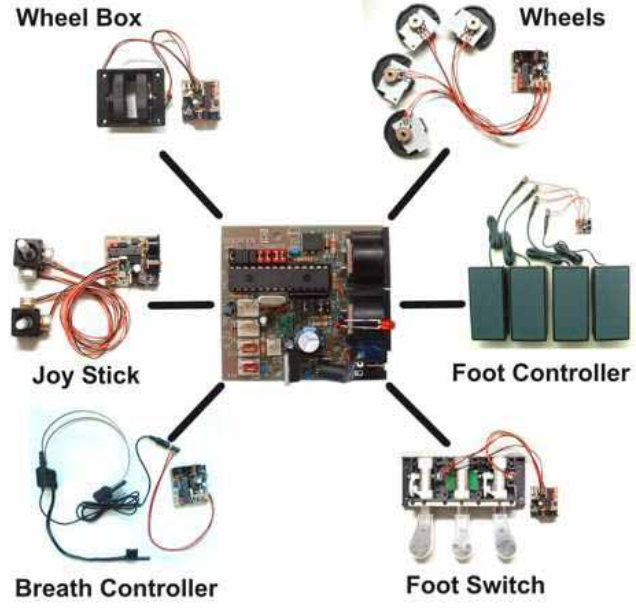 Wheel Box
Wheels
Joy Stick
Foot Controller
Breath Controller
Foot Switch